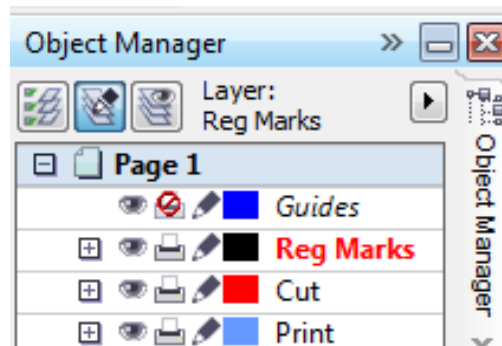 Object Manager
Layer:
Reg Marks
Page 1
Guides
Reg Marks
Cut
Print
Object Manager